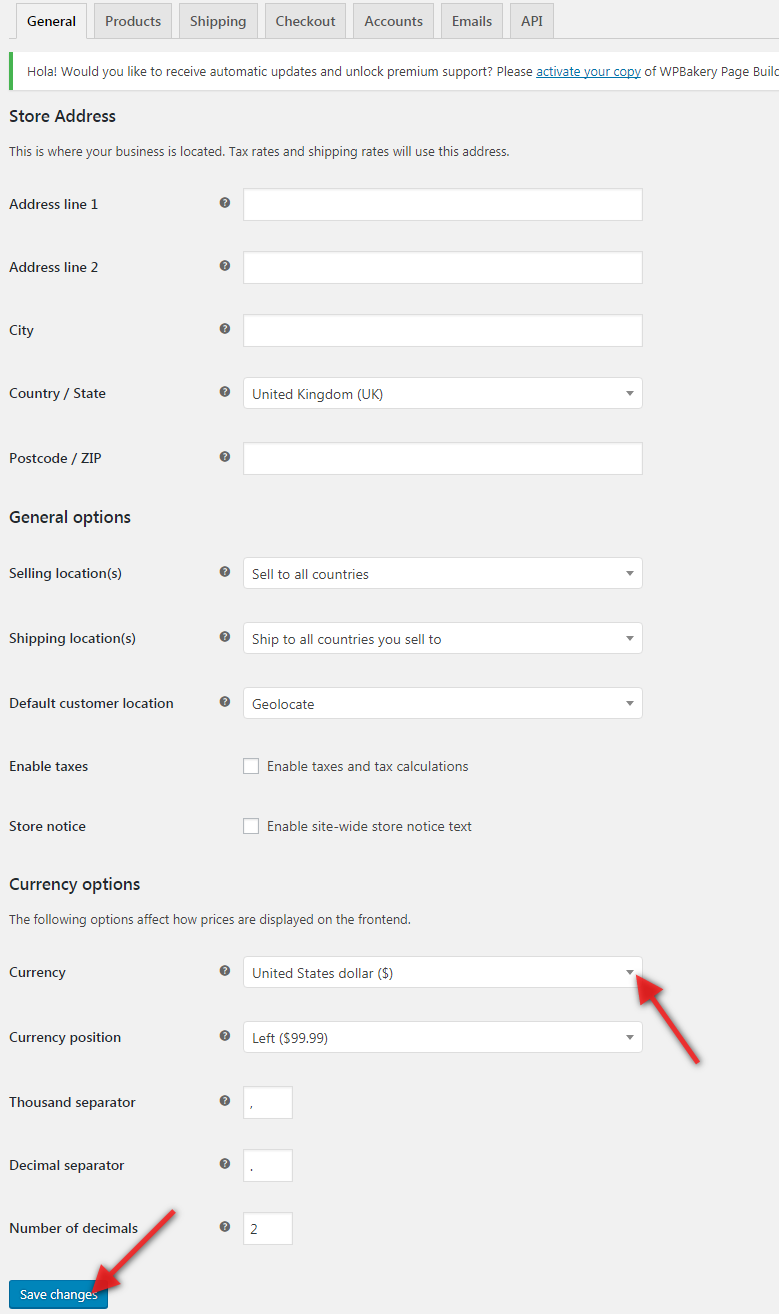 General Products Shipping Checkout Accounts Emails API
Hola! Would you like to receive automatic updates and unlock premium support? Please activate your copy of WPBakery Page Build
Store Address
This is where your business is located. Tax rates and shipping rates will use this address.
Address line 1
Address line 2
City
Country / State United Kingdom (UK)
Postcode / ZIP
General options
Selling location(s) Sell to all countries
Shipping location(s) Ship to all countries you sell to
Default customer location Geolocate
Enable taxes Enable taxes and tax calculations
Store notice Enable site-wide store notice text
Currency options
The following options affect how prices are displayed on the frontend.
Currency United States dollar ($)
Currency position Left ($99.99)
Thousand separator ,
Decimal separator .
Number of decimals 2
Save changes